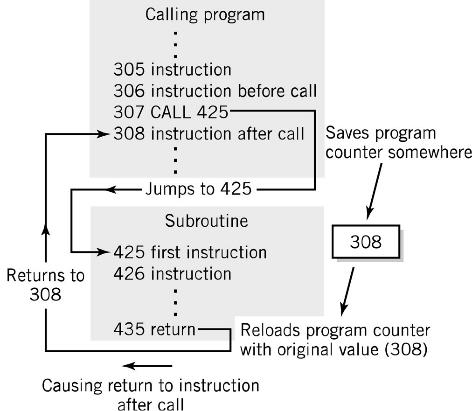 Calling program
305 instruction
306 instruction before call
307 CALL 425
308 instruction after call
Saves program
counter somewhere
Jumps to 425
Subroutine
308
425 first instruction
426 instruction
Returns to
308
435 return
Reloads program counter
with original value (308)
Causing return to instruction
after call